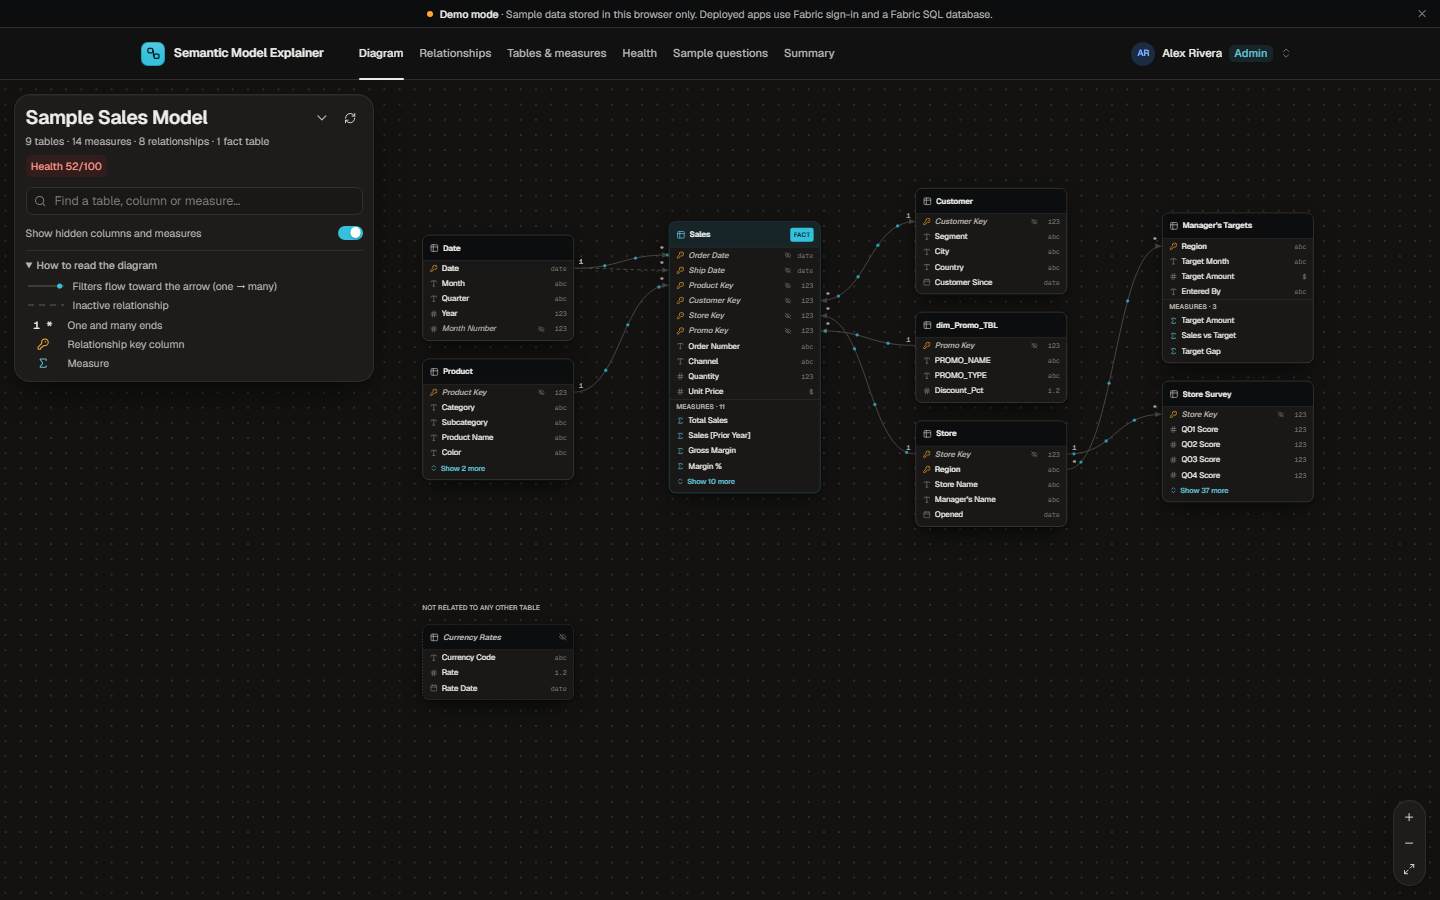 Demo mode · Sample data stored in this browser only. Deployed apps use Fabric sign-in and a Fabric SQL database.
Semantic Model Explainer
Diagram
Relationships
Tables & measures
Health
Sample questions
Summary
AR
Alex Rivera
Admin
Sample Sales Model
9 tables · 14 measures · 8 relationships · 1 fact table
Health 52/100
Find a table, column or measure...
Show hidden columns and measures
How to read the diagram
Filters flow toward the arrow (one → many)
Inactive relationship
1 * One and many ends
Relationship key column
Σ Measure
Date
Date date
Month abc
Quarter abc
Year 123
Month Number 123
1
Product
Product Key 123
Category abc
Subcategory abc
Product Name abc
Color abc
Show 2 more
1
Sales FACT
Order Date date
Ship Date date
Product Key 123
Customer Key 123
Store Key 123
Promo Key 123
Order Number abc
Channel abc
Quantity 123
Unit Price $
MEASURES · 11
Σ Total Sales
Σ Sales [Prior Year]
Σ Gross Margin
Σ Margin %
Show 10 more
*
*
*
*
*
*
1
Customer
Customer Key 123
Segment abc
City abc
Country abc
Customer Since date
1
dim_Promo_TBL
Promo Key 123
PROMO_NAME abc
PROMO_TYPE abc
Discount_Pct 1.2
1
Store
Store Key 123
Region abc
Store Name abc
Manager's Name abc
Opened date
1
*
*
Manager's Targets
Region abc
Target Month abc
Target Amount $
Entered By abc
MEASURES · 3
Σ Target Amount
Σ Sales vs Target
Σ Target Gap
*
Store Survey
Store Key 123
Q01 Score 123
Q02 Score 123
Q03 Score 123
Q04 Score 123
Show 37 more
NOT RELATED TO ANY OTHER TABLE
Currency Rates
Currency Code abc
Rate 1.2
Rate Date date